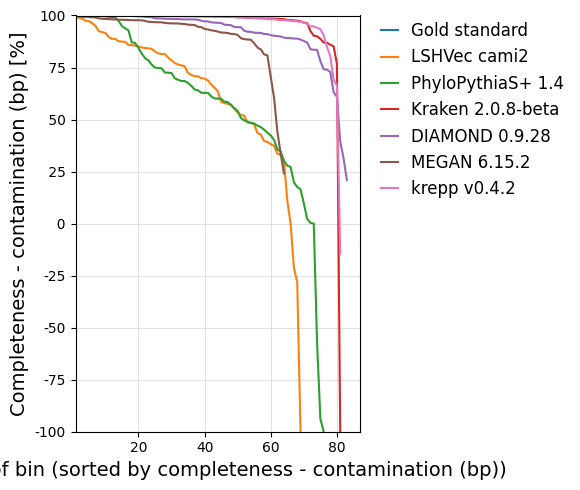 Completeness - contamination (bp) [%]
100
75
50
25
0
-25
-50
-75
-100
20
40
60
80
of bin (sorted by completeness - contamination (bp))
Gold standard
LSHVec cami2
PhyloPythiaS+ 1.4
Kraken 2.0.8-beta
DIAMOND 0.9.28
MEGAN 6.15.2
krepp v0.4.2